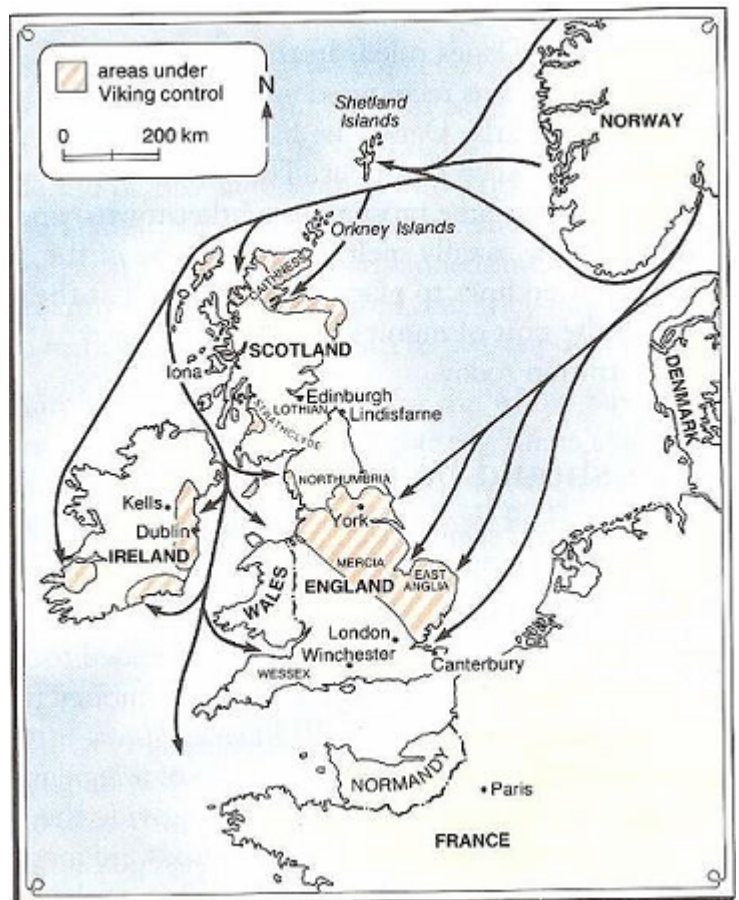 areas under
Viking control
N
0 200 km
Shetland
Islands
NORWAY
Orkney Islands
CAITHNESS
SCOTLAND
Iona
DENMARK
Edinburgh
LOTHIAN
Lindisfarne
STRATHCLYDE
NORTHUMBRIA
Kells
York
Dublin
IRELAND
MERCIA
EAST
ANGLIA
WALES
ENGLAND
London
Winchester
Canterbury
WESSEX
NORMANDY
Paris
FRANCE